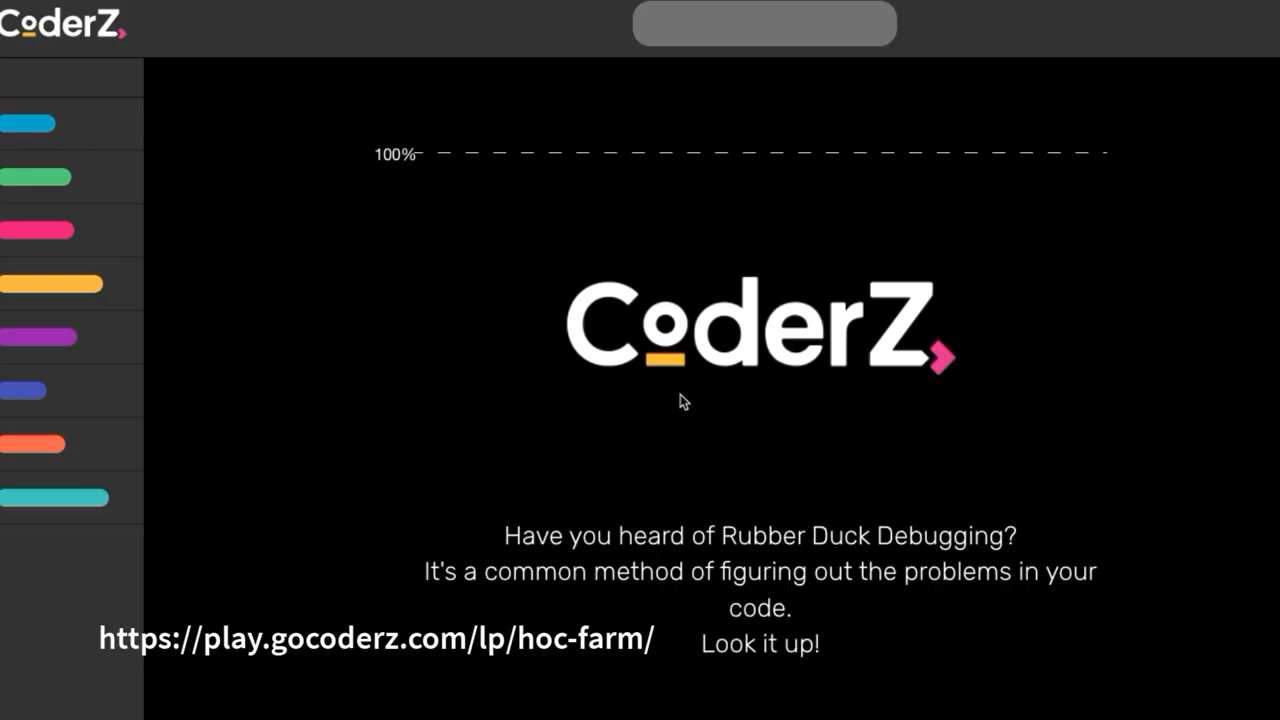 CoderZ
100%
CoderZ
Have you heard of Rubber Duck Debugging?
It's a common method of figuring out the problems in your
code.
https://play.gocoderz.com/lp/hoc-farm/
Look it up!